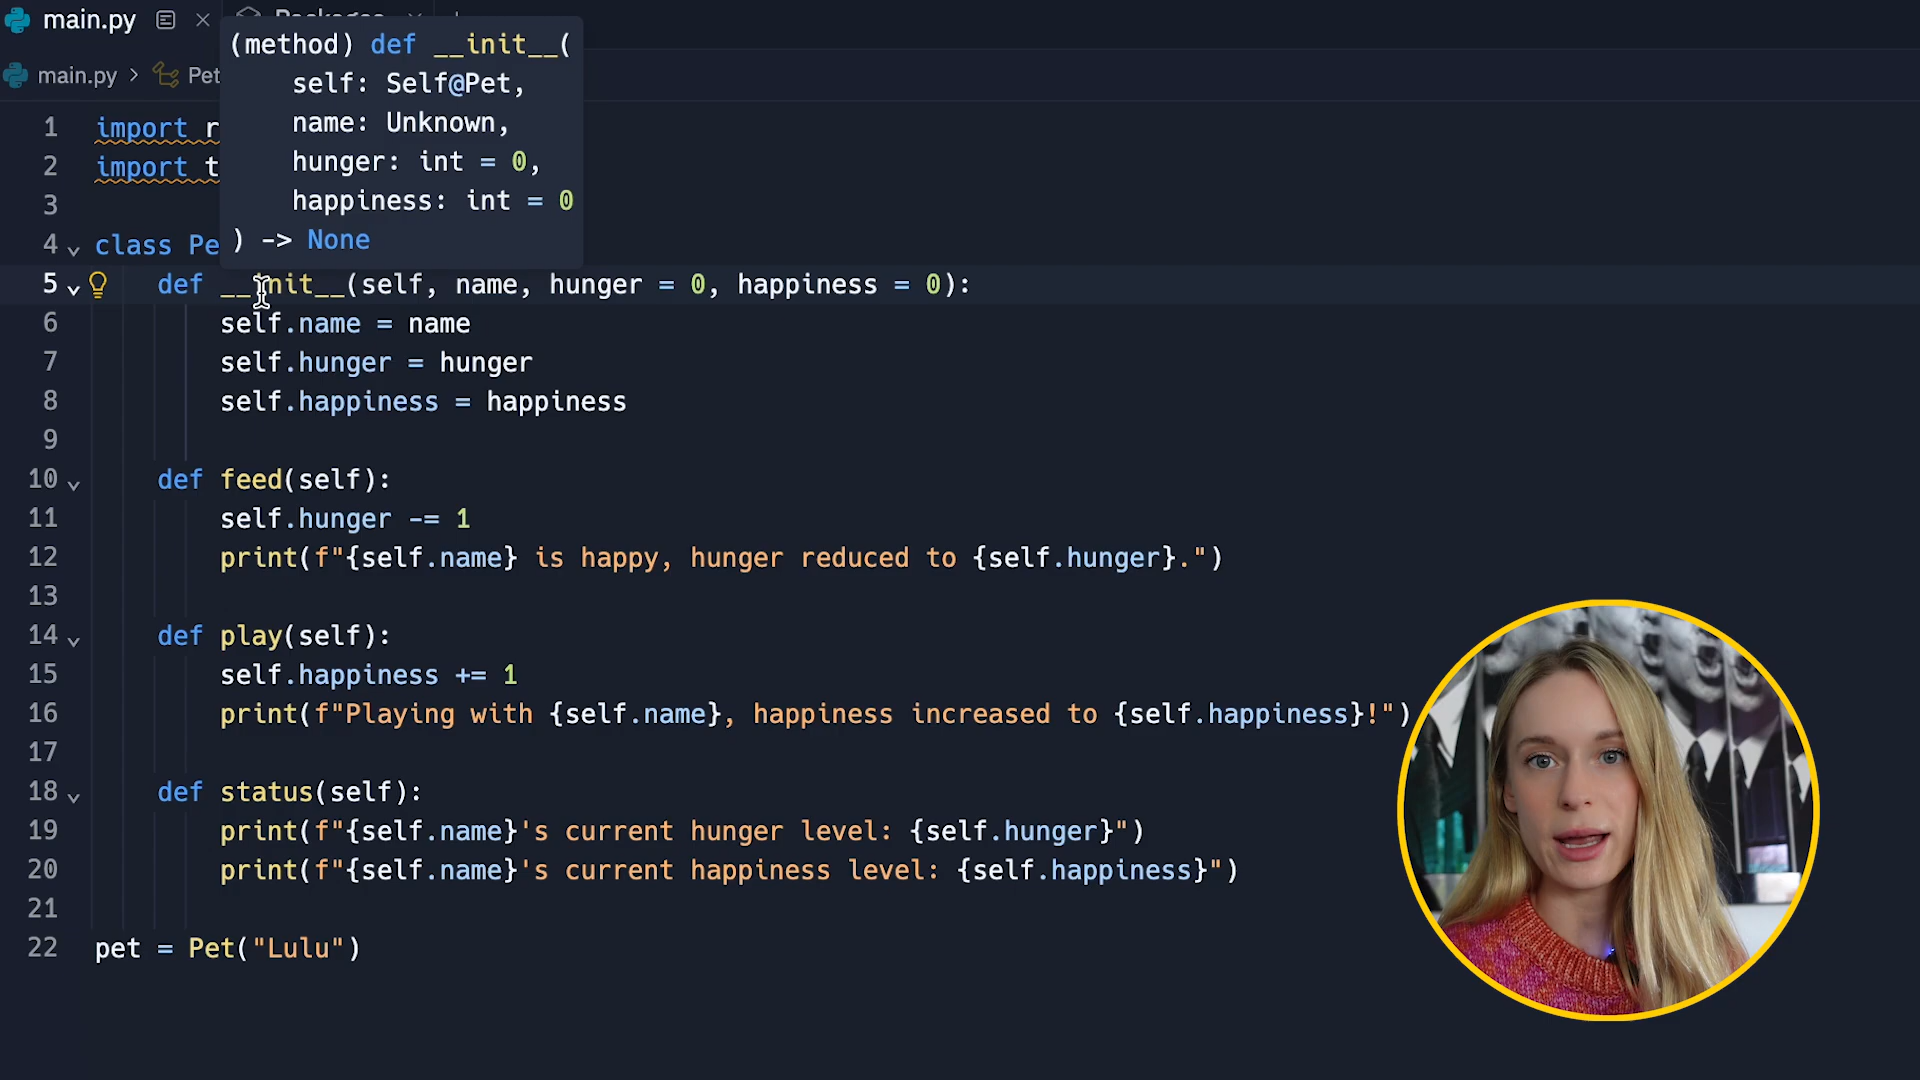 main.py
main.py > Pet
(method) def __init__(
self: Self@Pet,
name: Unknown,
hunger: int = 0,
happiness: int = 0
) -> None
1 import r
2 import t
3
4 class Pe
5 def __init__(self, name, hunger = 0, happiness = 0):
6 self.name = name
7 self.hunger = hunger
8 self.happiness = happiness
9
10 def feed(self):
11 self.hunger -= 1
12 print(f"{self.name} is happy, hunger reduced to {self.hunger}.")
13
14 def play(self):
15 self.happiness += 1
16 print(f"Playing with {self.name}, happiness increased to {self.happiness}!")
17
18 def status(self):
19 print(f"{self.name}'s current hunger level: {self.hunger}")
20 print(f"{self.name}'s current happiness level: {self.happiness}")
21
22 pet = Pet("Lulu")